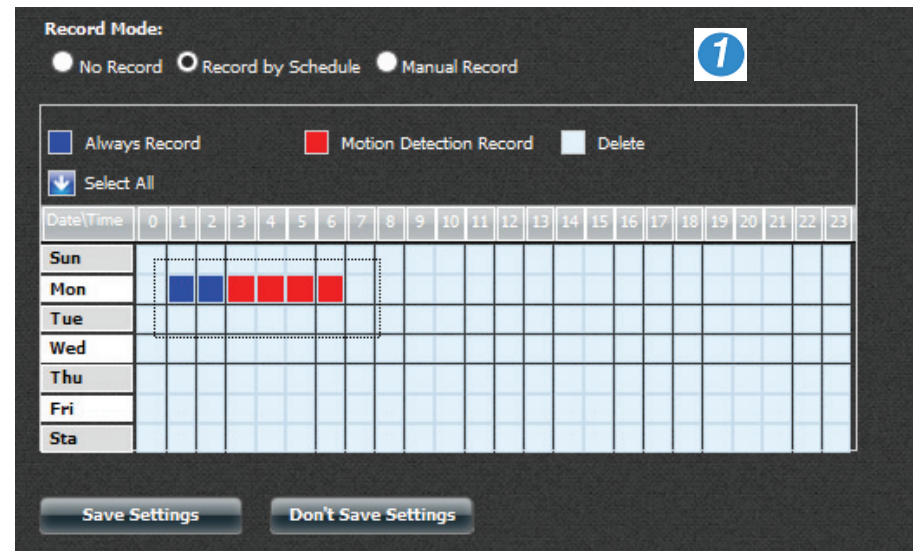 Record Mode:
1
No Record Record by Schedule Manual Record
Always Record Motion Detection Record Delete
Select All
Date\Time 0 1 2 3 4 5 6 7 8 9 10 11 12 13 14 15 16 17 18 19 20 21 22 23
Sun
Mon
Tue
Wed
Thu
Fri
Sta
Save Settings Don't Save Settings